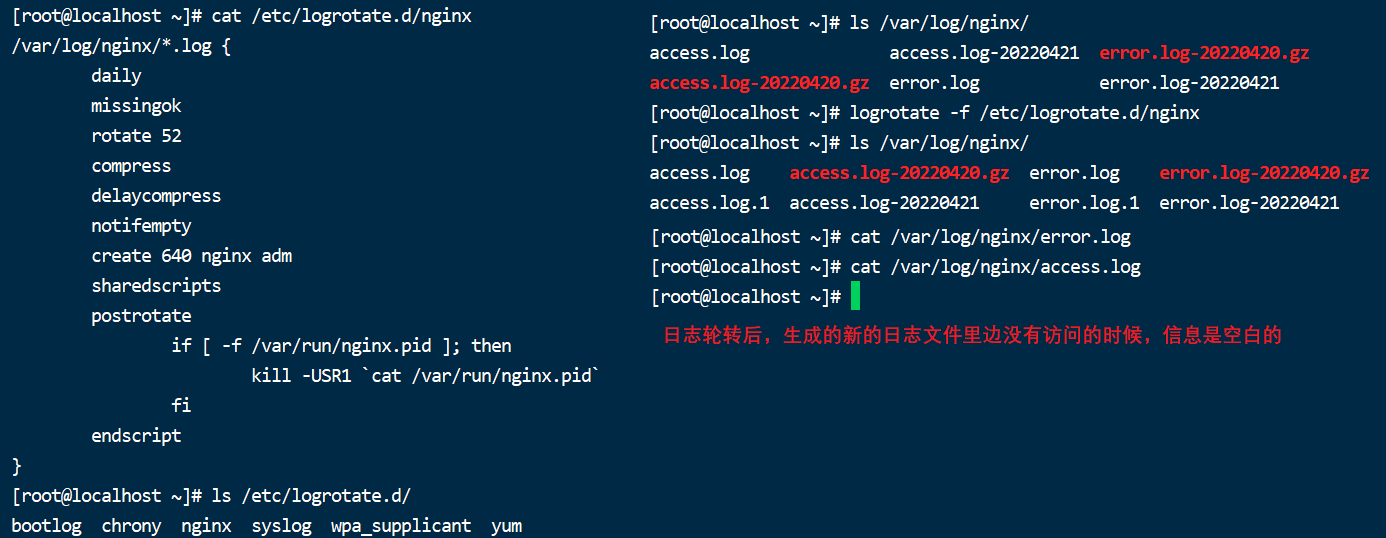 [root@localhost ~]# cat /etc/logrotate.d/nginx
/var/log/nginx/*.log {
        daily
        missingok
        rotate 52
        compress
        delaycompress
        notifempty
        create 640 nginx adm
        sharedscripts
        postrotate
                if [ -f /var/run/nginx.pid ]; then
                        kill -USR1 `cat /var/run/nginx.pid`
                fi
        endscript
}
[root@localhost ~]# ls /etc/logrotate.d/
bootlog  chrony  nginx  syslog  wpa_supplicant  yum
[root@localhost ~]# ls /var/log/nginx/
access.log              access.log-20220421  error.log-20220420.gz
access.log-20220420.gz  error.log            error.log-20220421
[root@localhost ~]# logrotate -f /etc/logrotate.d/nginx
[root@localhost ~]# ls /var/log/nginx/
access.log    access.log-20220420.gz  error.log    error.log-20220420.gz
access.log.1  access.log-20220421     error.log.1  error.log-20220421
[root@localhost ~]# cat /var/log/nginx/error.log
[root@localhost ~]# cat /var/log/nginx/access.log
[root@localhost ~]#
日志轮转后，生成的新的日志文件里边没有访问的时候，信息是空白的